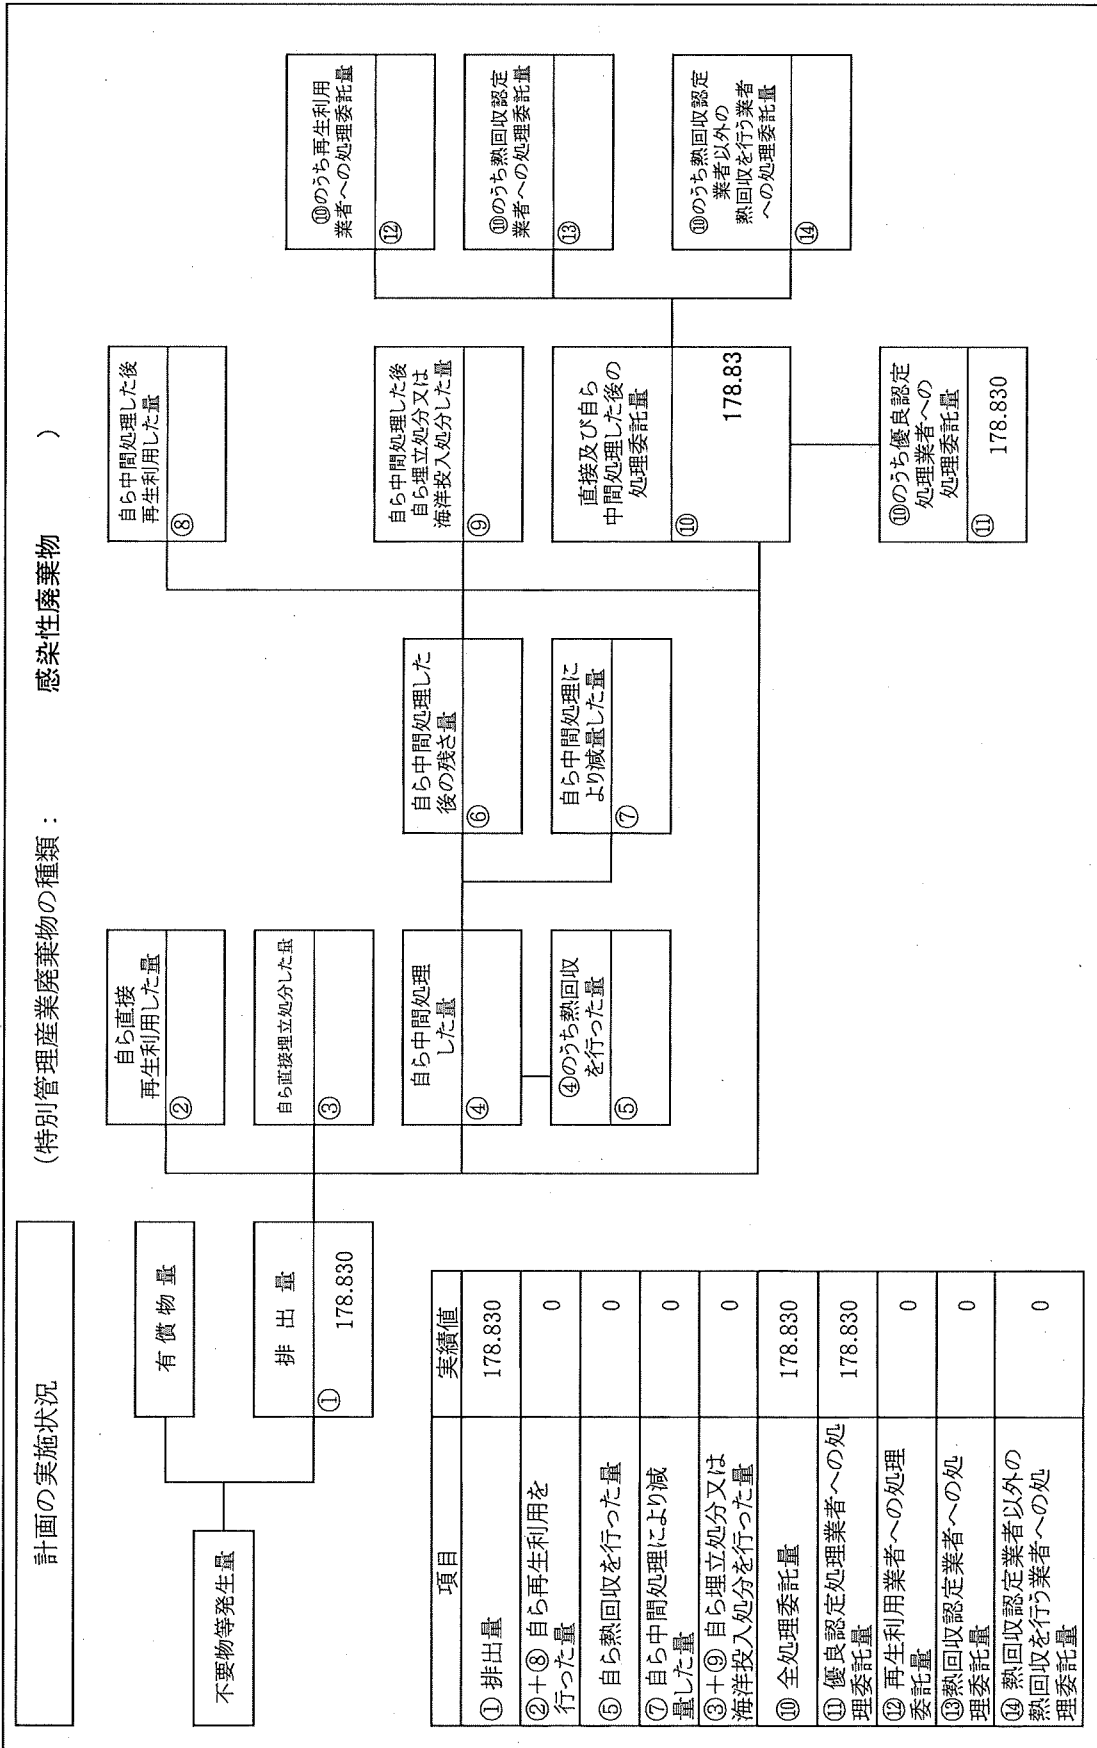 計画の実施状況
(特別管理産業廃棄物の種類： 感染性廃棄物 )
不要物等発生量
有償物量
排出量
①
178.830
自ら直接
再生利用した量
②
自ら直接埋立処分した量
③
自ら中間処理
した量
④
④のうち熱回収
を行った量
⑤
自ら中間処理した
後の残さ量
⑥
自ら中間処理に
より減量した量
⑦
自ら中間処理した後
再生利用した量
⑧
自ら中間処理した後
自ら埋立処分又は
海洋投入処分した量
⑨
直接及び自ら
中間処理した後の
処理委託量
⑩
178.83
⑩のうち優良認定
処理業者への
処理委託量
⑪
178.830
⑩のうち再生利用
業者への処理委託量
⑫
⑩のうち熱回収認定
業者への処理委託量
⑬
⑩のうち熱回収認定
業者以外の
熱回収を行う業者
への処理委託量
⑭
項目 実績値
① 排出量 178.830
②＋⑧ 自ら再生利用を
行った量 0
⑤ 自ら熱回収を行った量 0
⑦ 自ら中間処理により減
量した量 0
③＋⑨ 自ら埋立処分又は
海洋投入処分を行った量 0
⑩ 全処理委託量 178.830
⑪ 優良認定処理業者への処
理委託量 178.830
⑫ 再生利用業者への処理
委託量 0
⑬熱回収認定業者への処
理委託量 0
⑭ 熱回収認定業者以外の
熱回収を行う業者への処
理委託量 0